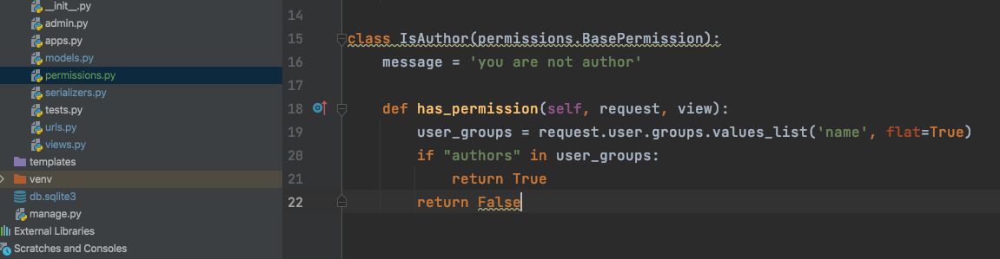 __init__.py
admin.py
apps.py
models.py
permissions.py
serializers.py
tests.py
urls.py
views.py
templates
venv
db.sqlite3
manage.py
External Libraries
Scratches and Consoles
14
15 class IsAuthor(permissions.BasePermission):
16     message = 'you are not author'
17
18     def has_permission(self, request, view):
19         user_groups = request.user.groups.values_list('name', flat=True)
20         if "authors" in user_groups:
21             return True
22         return False